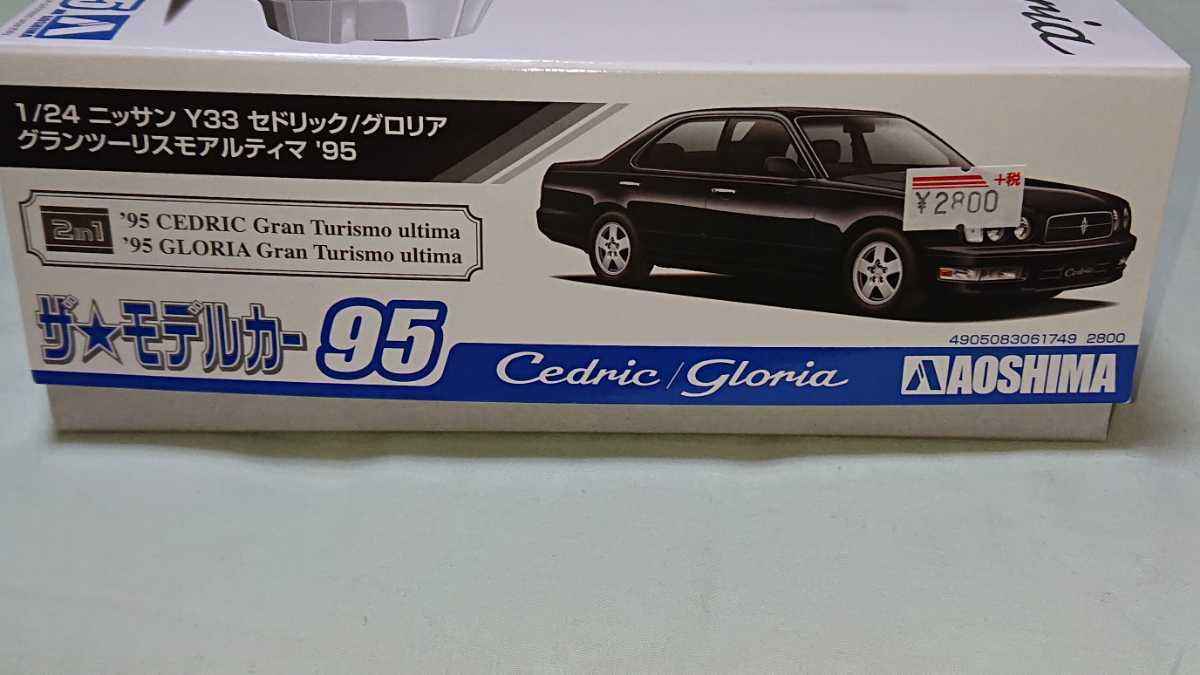 1/24 ニッサン Y33 セドリック/グロリア
グランツーリスモアルティマ '95
2in1
'95 CEDRIC Gran Turismo ultima
'95 GLORIA Gran Turismo ultima
+税
¥2800
Cedric
ザ★モデルカー 95
Cedric / Gloria
4905083061749 2800
AOSHIMA